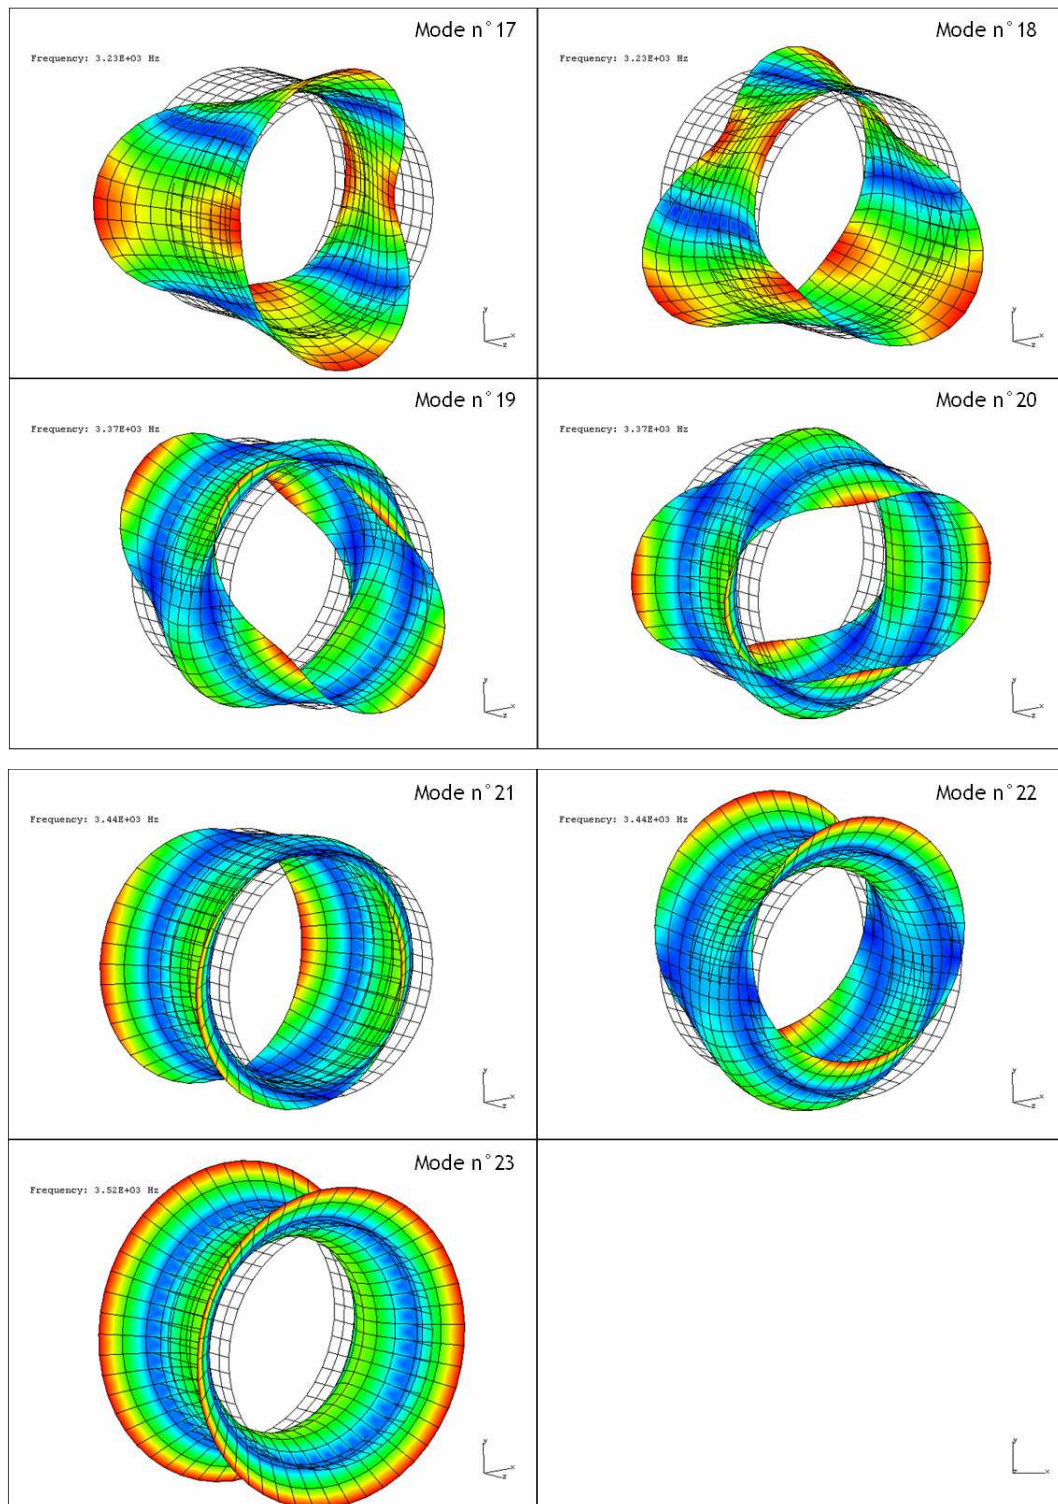 Mode n°17
Frequency: 3.23E+03 Hz
y
x
z
Mode n°18
Frequency: 3.23E+03 Hz
y
x
z
Mode n°19
Frequency: 3.37E+03 Hz
y
x
z
Mode n°20
Frequency: 3.37E+03 Hz
y
x
z
Mode n°21
Frequency: 3.44E+03 Hz
y
x
z
Mode n°22
Frequency: 3.44E+03 Hz
y
x
z
Mode n°23
Frequency: 3.52E+03 Hz
y
x
z
y
x